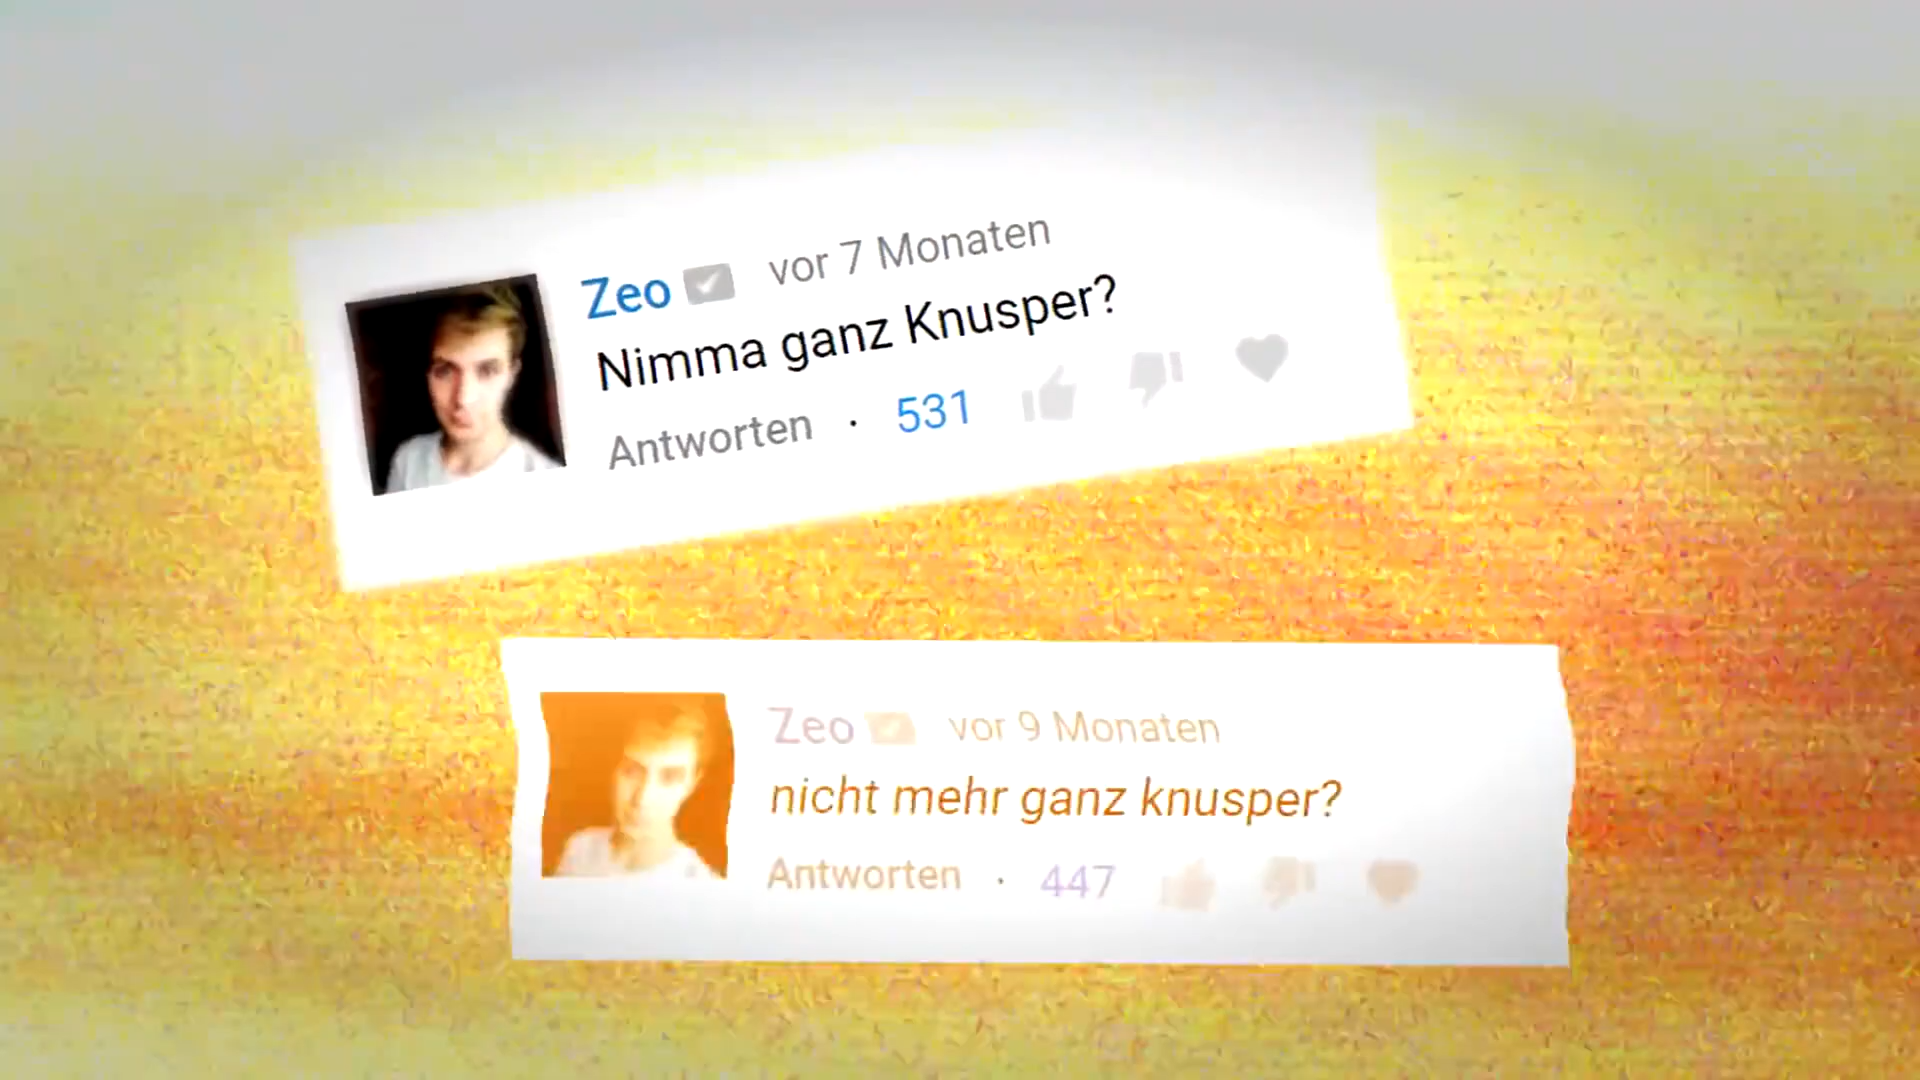 Zeo vor 7 Monaten
Nimma ganz Knusper?
Antworten · 531
Zeo vor 9 Monaten
nicht mehr ganz knusper?
Antworten · 447